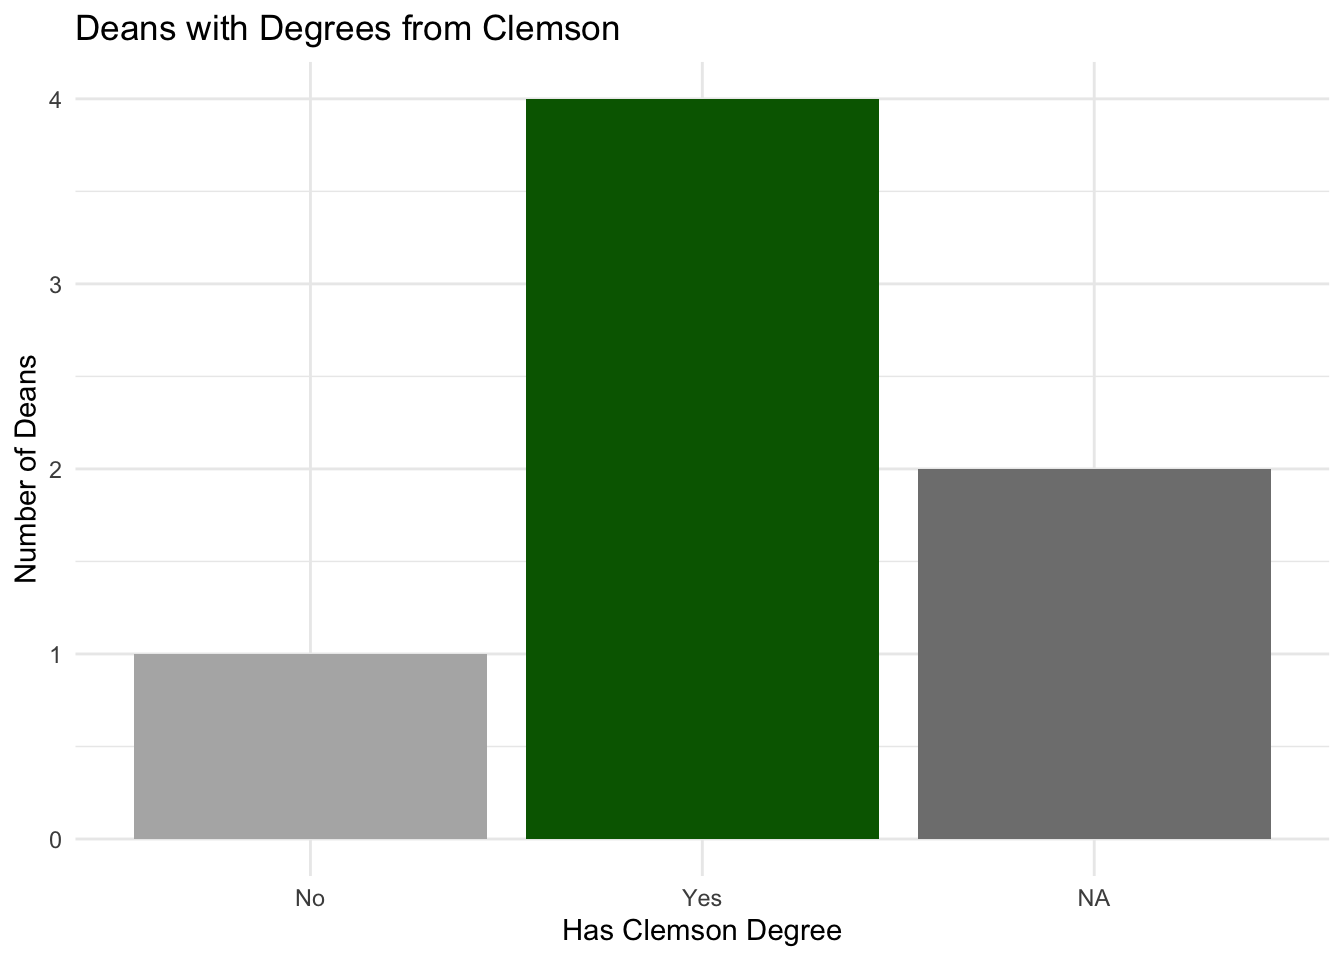 Deans with Degrees from Clemson
Number of Deans
4
3
2
1
0
No Yes NA
Has Clemson Degree